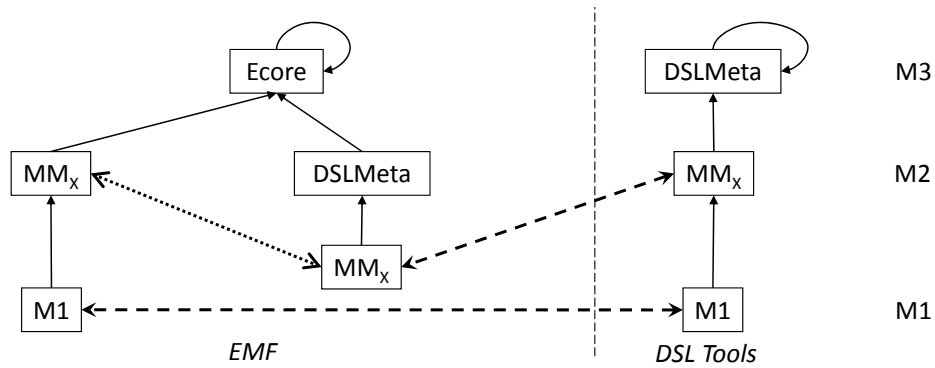 Ecore
DSLMeta
M3
MMX
DSLMeta
MMX
M2
MMX
M1
M1
M1
EMF
DSL Tools